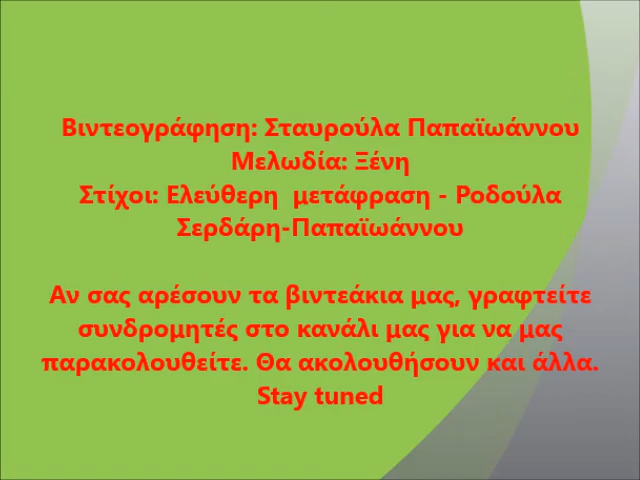 Βιντεογράφηση: Σταυρούλα Παπαϊωάννου
Μελωδία: Ξένη
Στίχοι: Ελεύθερη μετάφραση - Ροδούλα
Σερδάρη-Παπαϊωάννου
Αν σας αρέσουν τα βιντεάκια μας, γραφτείτε
συνδρομητές στο κανάλι μας για να μας
παρακολουθείτε. Θα ακολουθήσουν και άλλα.
Stay tuned